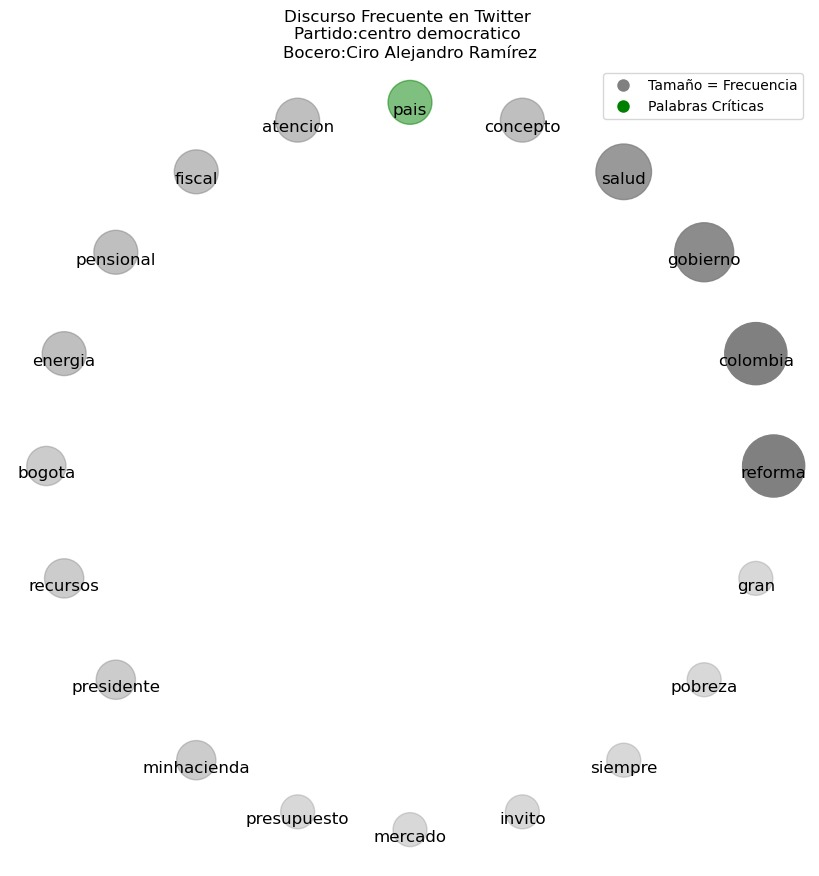 Discurso Frecuente en Twitter
Partido:centro democratico
Bocero:Ciro Alejandro Ramírez
Tamaño = Frecuencia
Palabras Críticas
pais
atencion
concepto
fiscal
salud
pensional
gobierno
energia
colombia
bogota
reforma
recursos
gran
presidente
pobreza
minhacienda
siempre
presupuesto
invito
mercado